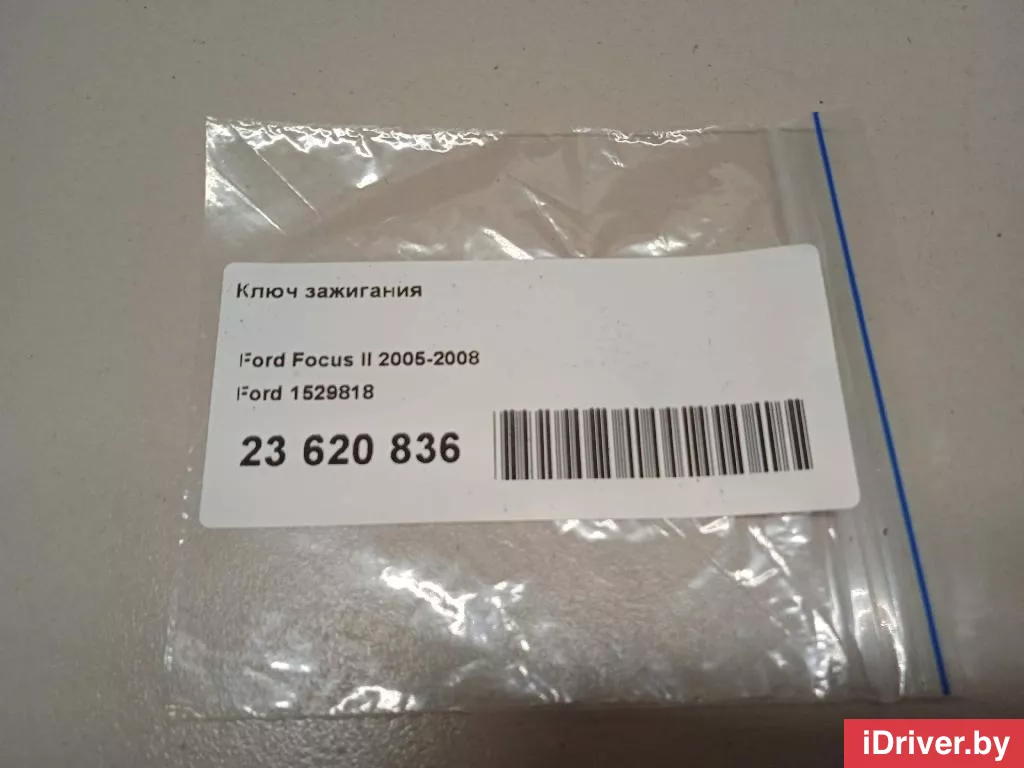 Ключ зажигания
Ford Focus II 2005-2008
Ford 1529818
23 620 836
iDriver.by